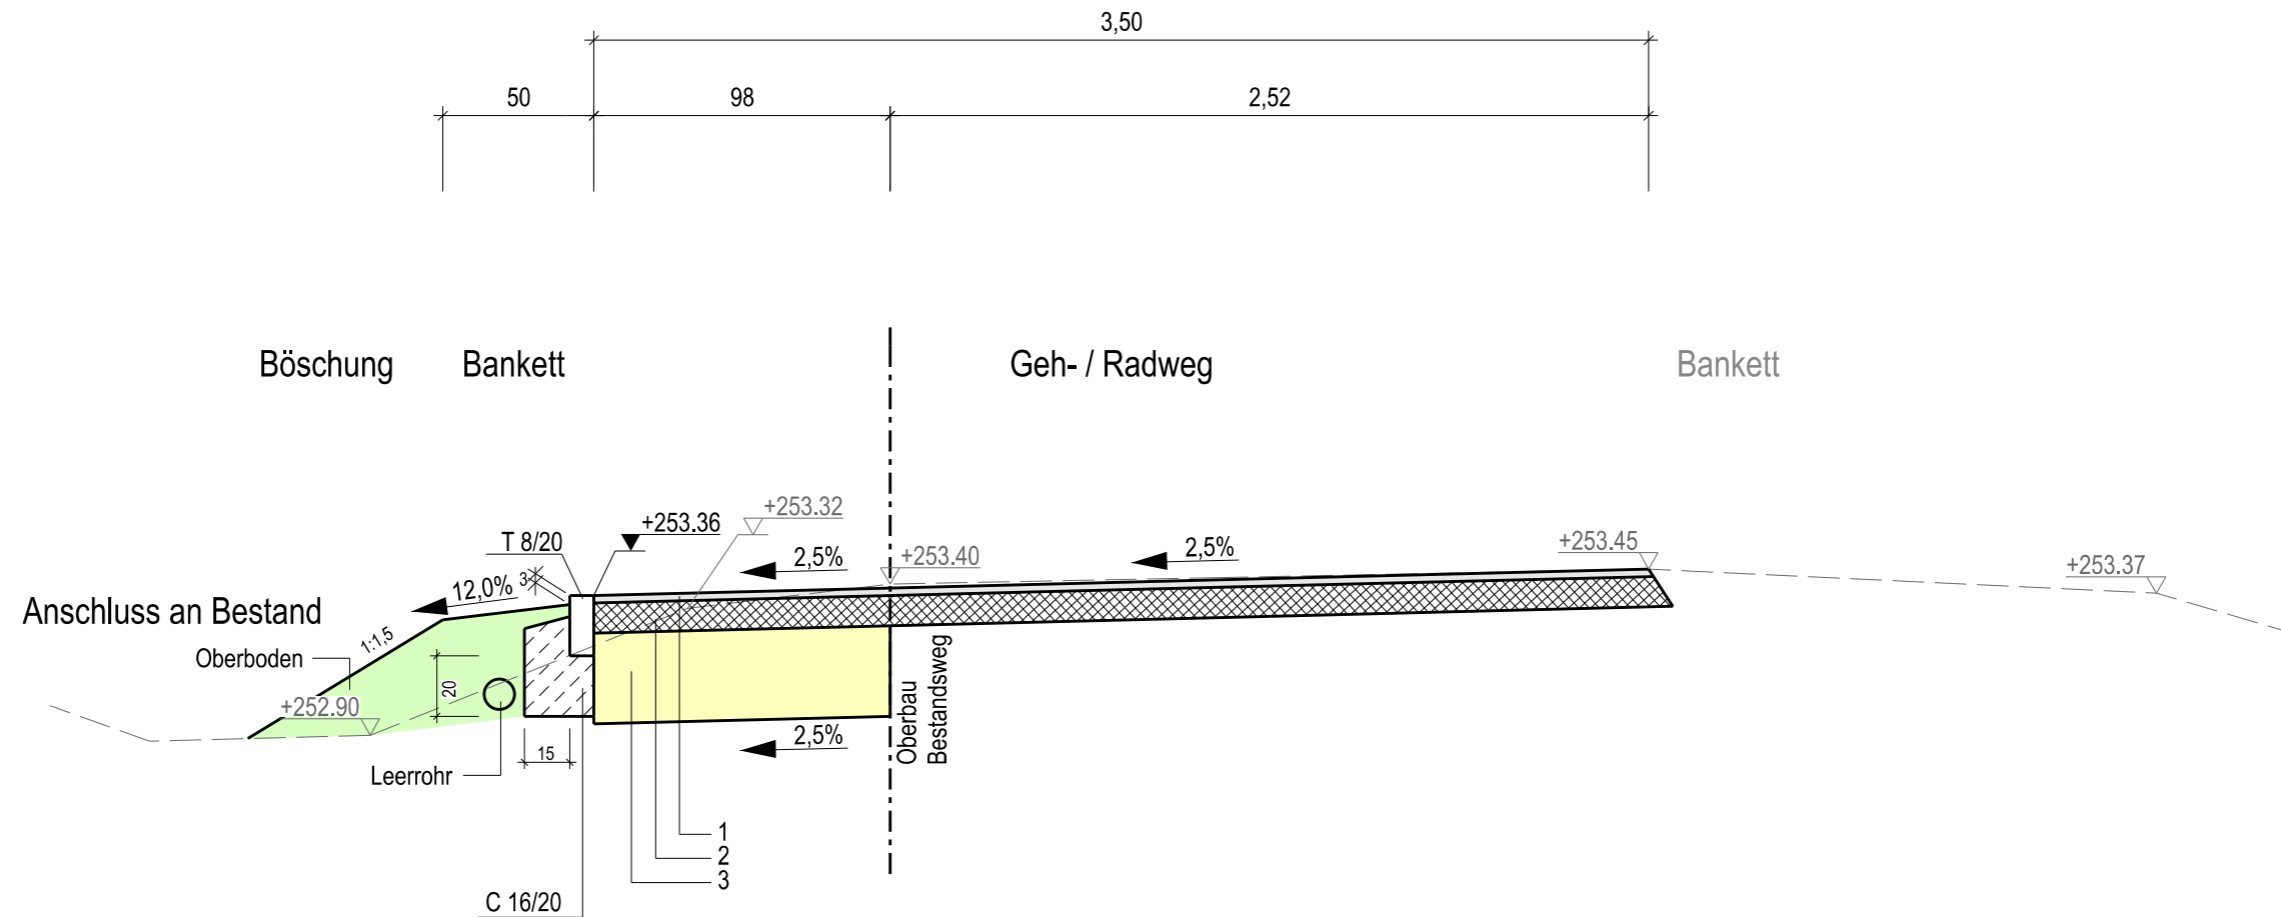 3,50
50
98
2,52
Böschung
Bankett
Geh- / Radweg
Bankett
+253.32
+253.36
T 8/20
2,5%
+253.40
2,5%
+253.45
+253.37
3
12,0%
Anschluss an Bestand
1:1,5
Oberboden
20
+252.90
15
2,5%
Oberbau
Bestandsweg
Leerrohr
1
2
3
C 16/20